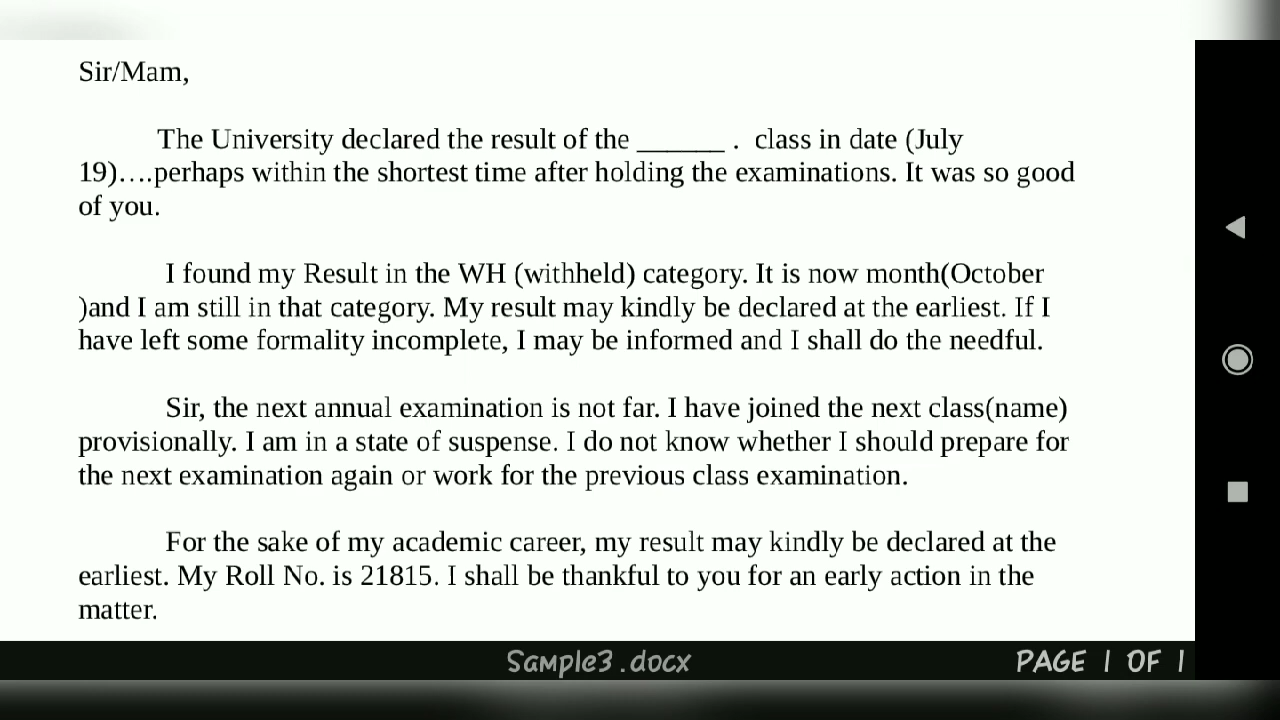 Sir/Mam,
The University declared the result of the ______ .  class in date (July
19)….perhaps within the shortest time after holding the examinations. It was so good
of you.
I found my Result in the WH (withheld) category. It is now month(October
)and I am still in that category. My result may kindly be declared at the earliest. If I
have left some formality incomplete, I may be informed and I shall do the needful.
Sir, the next annual examination is not far. I have joined the next class(name)
provisionally. I am in a state of suspense. I do not know whether I should prepare for
the next examination again or work for the previous class examination.
For the sake of my academic career, my result may kindly be declared at the
earliest. My Roll No. is 21815. I shall be thankful to you for an early action in the
matter.
Sample3.docx
PAGE 1 OF 1